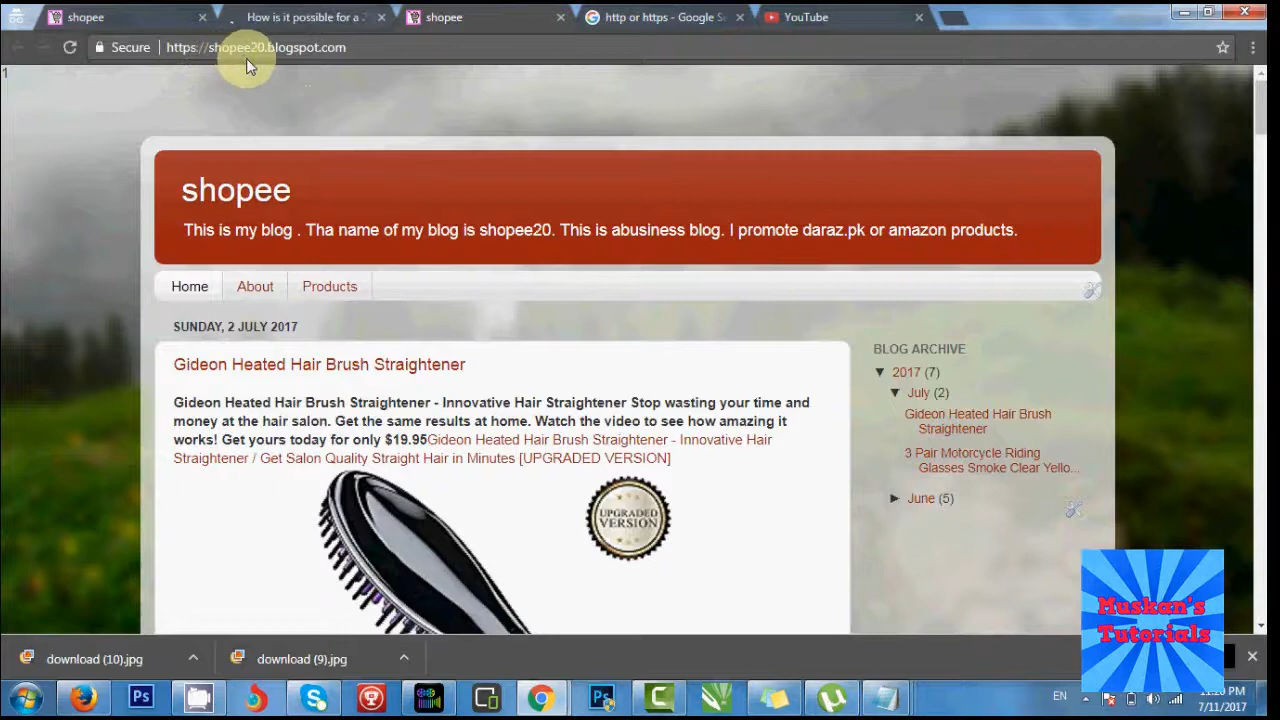 shopee
How is it possible for a
shopee
http or https - Google Se
YouTube
Secure
https://shopee20.blogspot.com
1
shopee
This is my blog . Tha name of my blog is shopee20. This is abusiness blog. I promote daraz.pk or amazon products.
Home
About
Products
SUNDAY, 2 JULY 2017
Gideon Heated Hair Brush Straightener
Gideon Heated Hair Brush Straightener - Innovative Hair Straightener Stop wasting your time and
money at the hair salon. Get the same results at home. Watch the video to see how amazing it
works! Get yours today for only $19.95Gideon Heated Hair Brush Straightener - Innovative Hair
Straightener / Get Salon Quality Straight Hair in Minutes [UPGRADED VERSION]
UPGRADED
VERSION
BLOG ARCHIVE
▼ 2017 (7)
▼ July (2)
Gideon Heated Hair Brush
Straightener
3 Pair Motorcycle Riding
Glasses Smoke Clear Yello...
► June (5)
Muskan's
Tutorials
download (10).jpg
download (9).jpg
Ps
Ps
EN
7/11/2017